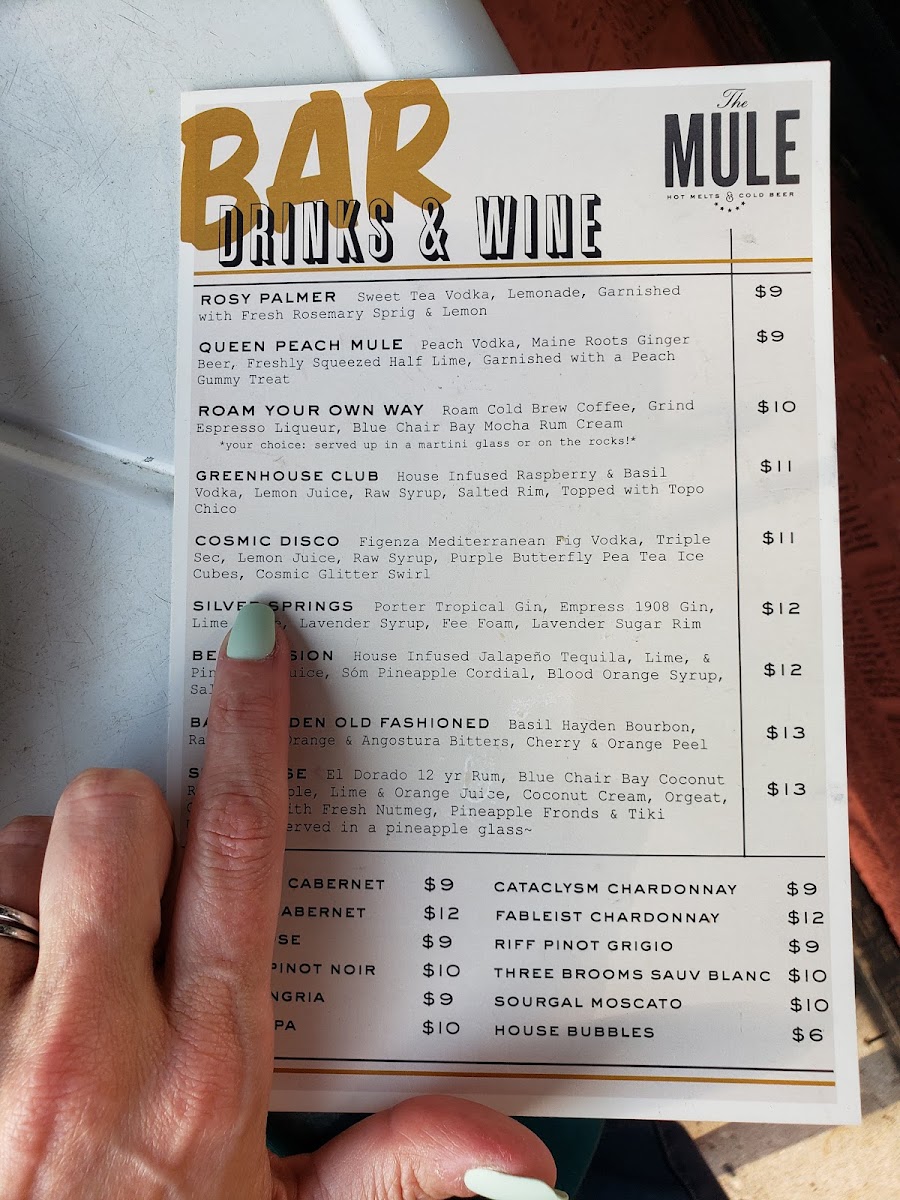 BAR
The
MULE
HOT MELTS & COLD BEER
DRINKS & WINE
ROSY PALMER Sweet Tea Vodka, Lemonade, Garnished $9
with Fresh Rosemary Sprig & Lemon
QUEEN PEACH MULE Peach Vodka, Maine Roots Ginger $9
Beer, Freshly Squeezed Half Lime, Garnished with a Peach
Gummy Treat
ROAM YOUR OWN WAY Roam Cold Brew Coffee, Grind $10
Espresso Liqueur, Blue Chair Bay Mocha Rum Cream
*your choice: served up in a martini glass or on the rocks!*
GREENHOUSE CLUB House Infused Raspberry & Basil $11
Vodka, Lemon Juice, Raw Syrup, Salted Rim, Topped with Topo
Chico
COSMIC DISCO Figenza Mediterranean Fig Vodka, Triple $11
Sec, Lemon Juice, Raw Syrup, Purple Butterfly Pea Tea Ice
Cubes, Cosmic Glitter Swirl
SILVER SPRINGS Porter Tropical Gin, Empress 1908 Gin, $12
Lime Lavender Syrup, Fee Foam, Lavender Sugar Rim
House Infused Jalapeño Tequila, Lime, & $12
Juice, Sóm Pineapple Cordial, Blood Orange Syrup,
OLD FASHIONED Basil Hayden Bourbon, $13
Orange & Angostura Bitters, Cherry & Orange Peel
El Dorado 12 yr Rum, Blue Chair Bay Coconut $13
Lime & Orange Juice, Coconut Cream, Orgeat,
with Fresh Nutmeg, Pineapple Fronds & Tiki
served in a pineapple glass~
CABERNET $9 CATACLYSM CHARDONNAY $9
CABERNET $12 FABLEIST CHARDONNAY $12
$9 RIFF PINOT GRIGIO $9
PINOT NOIR $10 THREE BROOMS SAUV BLANC $10
$9 SOURGAL MOSCATO $10
$10 HOUSE BUBBLES $6